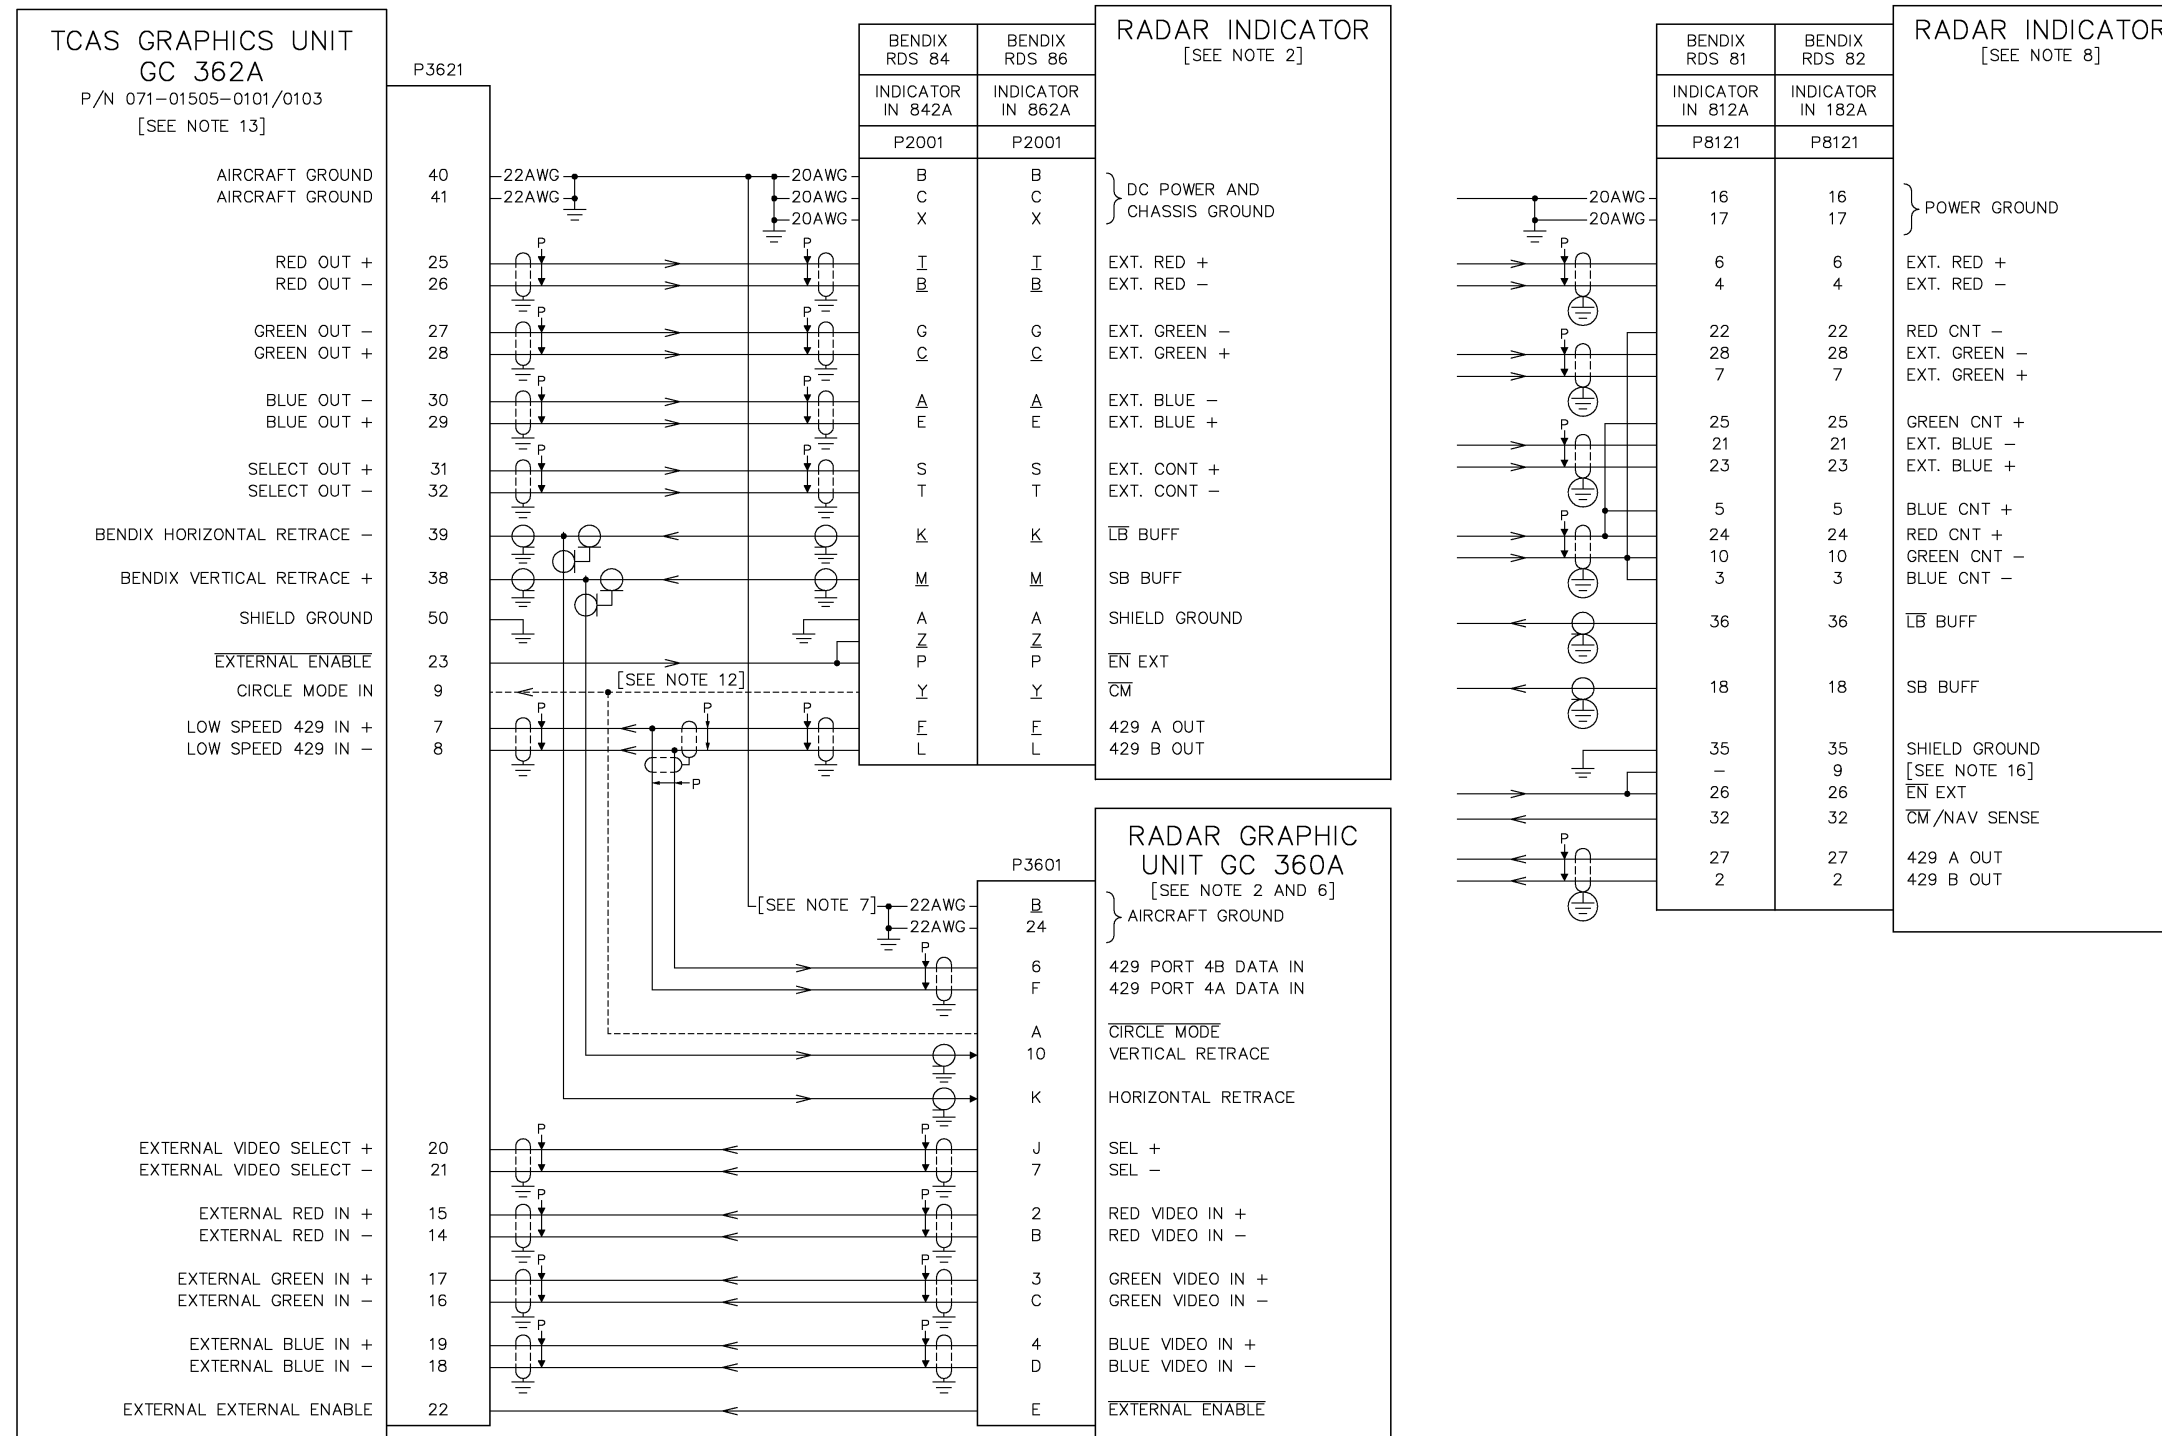 TCAS GRAPHICS UNIT
GC 362A
P/N 071-01505-0101/0103
[SEE NOTE 13]
P3621
AIRCRAFT GROUND 40 22AWG
AIRCRAFT GROUND 41 22AWG
RED OUT + 25
RED OUT - 26
GREEN OUT - 27
GREEN OUT + 28
BLUE OUT - 30
BLUE OUT + 29
SELECT OUT + 31
SELECT OUT - 32
BENDIX HORIZONTAL RETRACE - 39
BENDIX VERTICAL RETRACE + 38
SHIELD GROUND 50
EXTERNAL ENABLE 23
CIRCLE MODE IN 9
LOW SPEED 429 IN + 7
LOW SPEED 429 IN - 8
EXTERNAL VIDEO SELECT + 20
EXTERNAL VIDEO SELECT - 21
EXTERNAL RED IN + 15
EXTERNAL RED IN - 14
EXTERNAL GREEN IN + 17
EXTERNAL GREEN IN - 16
EXTERNAL BLUE IN + 19
EXTERNAL BLUE IN - 18
EXTERNAL EXTERNAL ENABLE 22
P P
P P
P P
P P
[SEE NOTE 12]
P P P
P
BENDIX RDS 84 BENDIX RDS 86
INDICATOR IN 842A INDICATOR IN 862A
P2001 P2001
RADAR INDICATOR
[SEE NOTE 2]
20AWG B B
20AWG C C
20AWG X X
DC POWER AND
CHASSIS GROUND
T T EXT. RED +
B B EXT. RED -
G G EXT. GREEN -
C C EXT. GREEN +
A A EXT. BLUE -
E E EXT. BLUE +
S S EXT. CONT +
T T EXT. CONT -
K K LB BUFF
M M SB BUFF
A A SHIELD GROUND
Z Z
P P EN EXT
Y Y CM
F F 429 A OUT
L L 429 B OUT
RADAR GRAPHIC
UNIT GC 360A
[SEE NOTE 2 AND 6]
P3601
[SEE NOTE 7] 22AWG B
22AWG 24
AIRCRAFT GROUND
P
6 429 PORT 4B DATA IN
F 429 PORT 4A DATA IN
A CIRCLE MODE
10 VERTICAL RETRACE
K HORIZONTAL RETRACE
P P
J SEL +
7 SEL -
P P
2 RED VIDEO IN +
B RED VIDEO IN -
P P
3 GREEN VIDEO IN +
C GREEN VIDEO IN -
P P
4 BLUE VIDEO IN +
D BLUE VIDEO IN -
E EXTERNAL ENABLE
BENDIX RDS 81 BENDIX RDS 82
INDICATOR IN 812A INDICATOR IN 182A
P8121 P8121
RADAR INDICATOR
[SEE NOTE 8]
20AWG 16 16
20AWG 17 17
POWER GROUND
P
6 6 EXT. RED +
4 4 EXT. RED -
22 22 RED CNT -
P
28 28 EXT. GREEN -
7 7 EXT. GREEN +
25 25 GREEN CNT +
P
21 21 EXT. BLUE -
23 23 EXT. BLUE +
5 5 BLUE CNT +
P
24 24 RED CNT +
10 10 GREEN CNT -
3 3 BLUE CNT -
36 36 LB BUFF
18 18 SB BUFF
35 35 SHIELD GROUND
- 9 [SEE NOTE 16]
26 26 EN EXT
32 32 CM/NAV SENSE
P
27 27 429 A OUT
2 2 429 B OUT